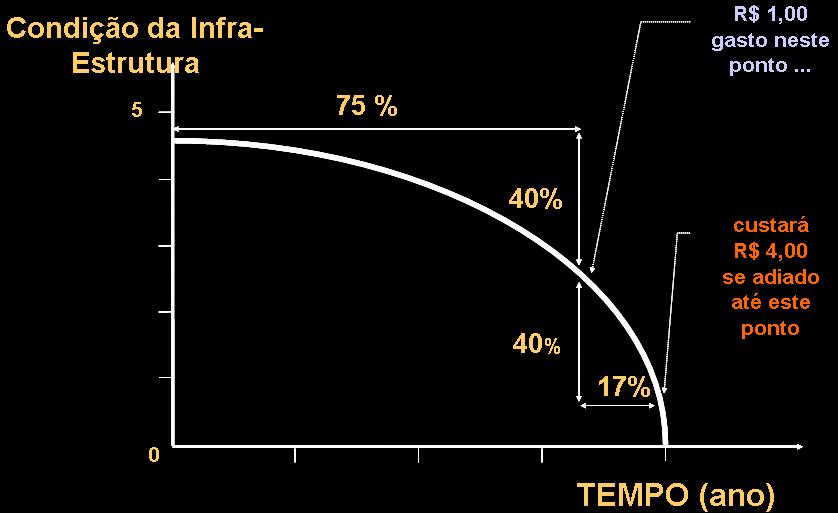 Condição da Infra-
Estrutura
R$ 1,00
gasto neste
ponto ...
5
75 %
40%
custará
R$ 4,00
se adiado
até este
ponto
40%
17%
0
TEMPO (ano)